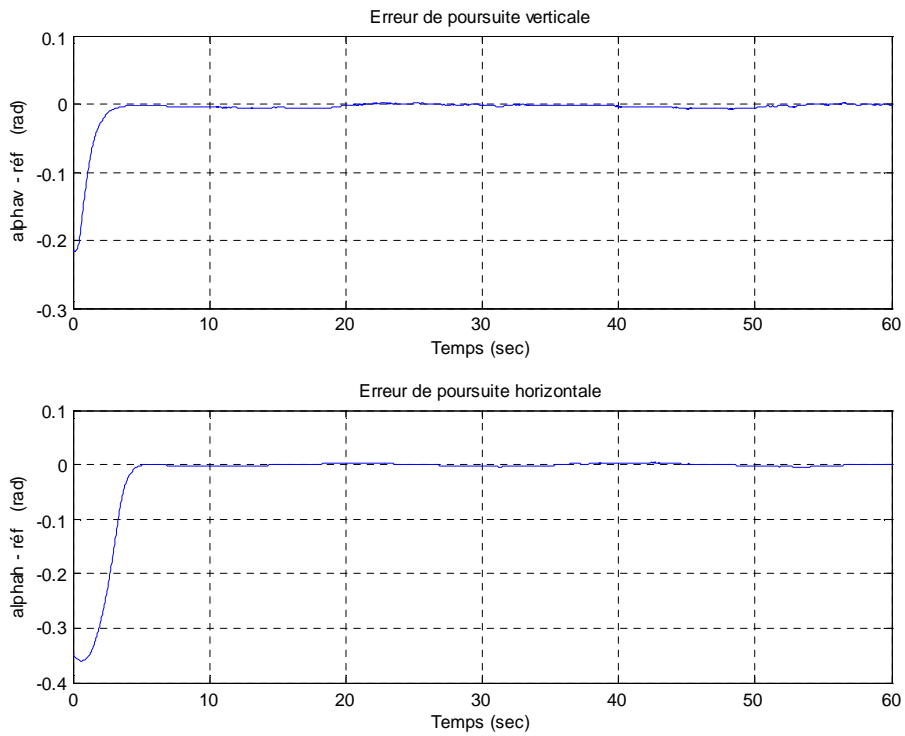 Erreur de poursuite verticale
0.1
0
-0.1
-0.2
-0.3
alphav - réf (rad)
0 10 20 30 40 50 60
Temps (sec)
Erreur de poursuite horizontale
0.1
0
-0.1
-0.2
-0.3
-0.4
alphah - réf (rad)
0 10 20 30 40 50 60
Temps (sec)